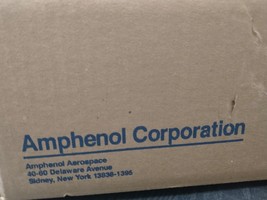 Amphenol Corporation
Amphenol Aerospace
40-60 Delaware Avenue
Sidney, New York 13838-1395